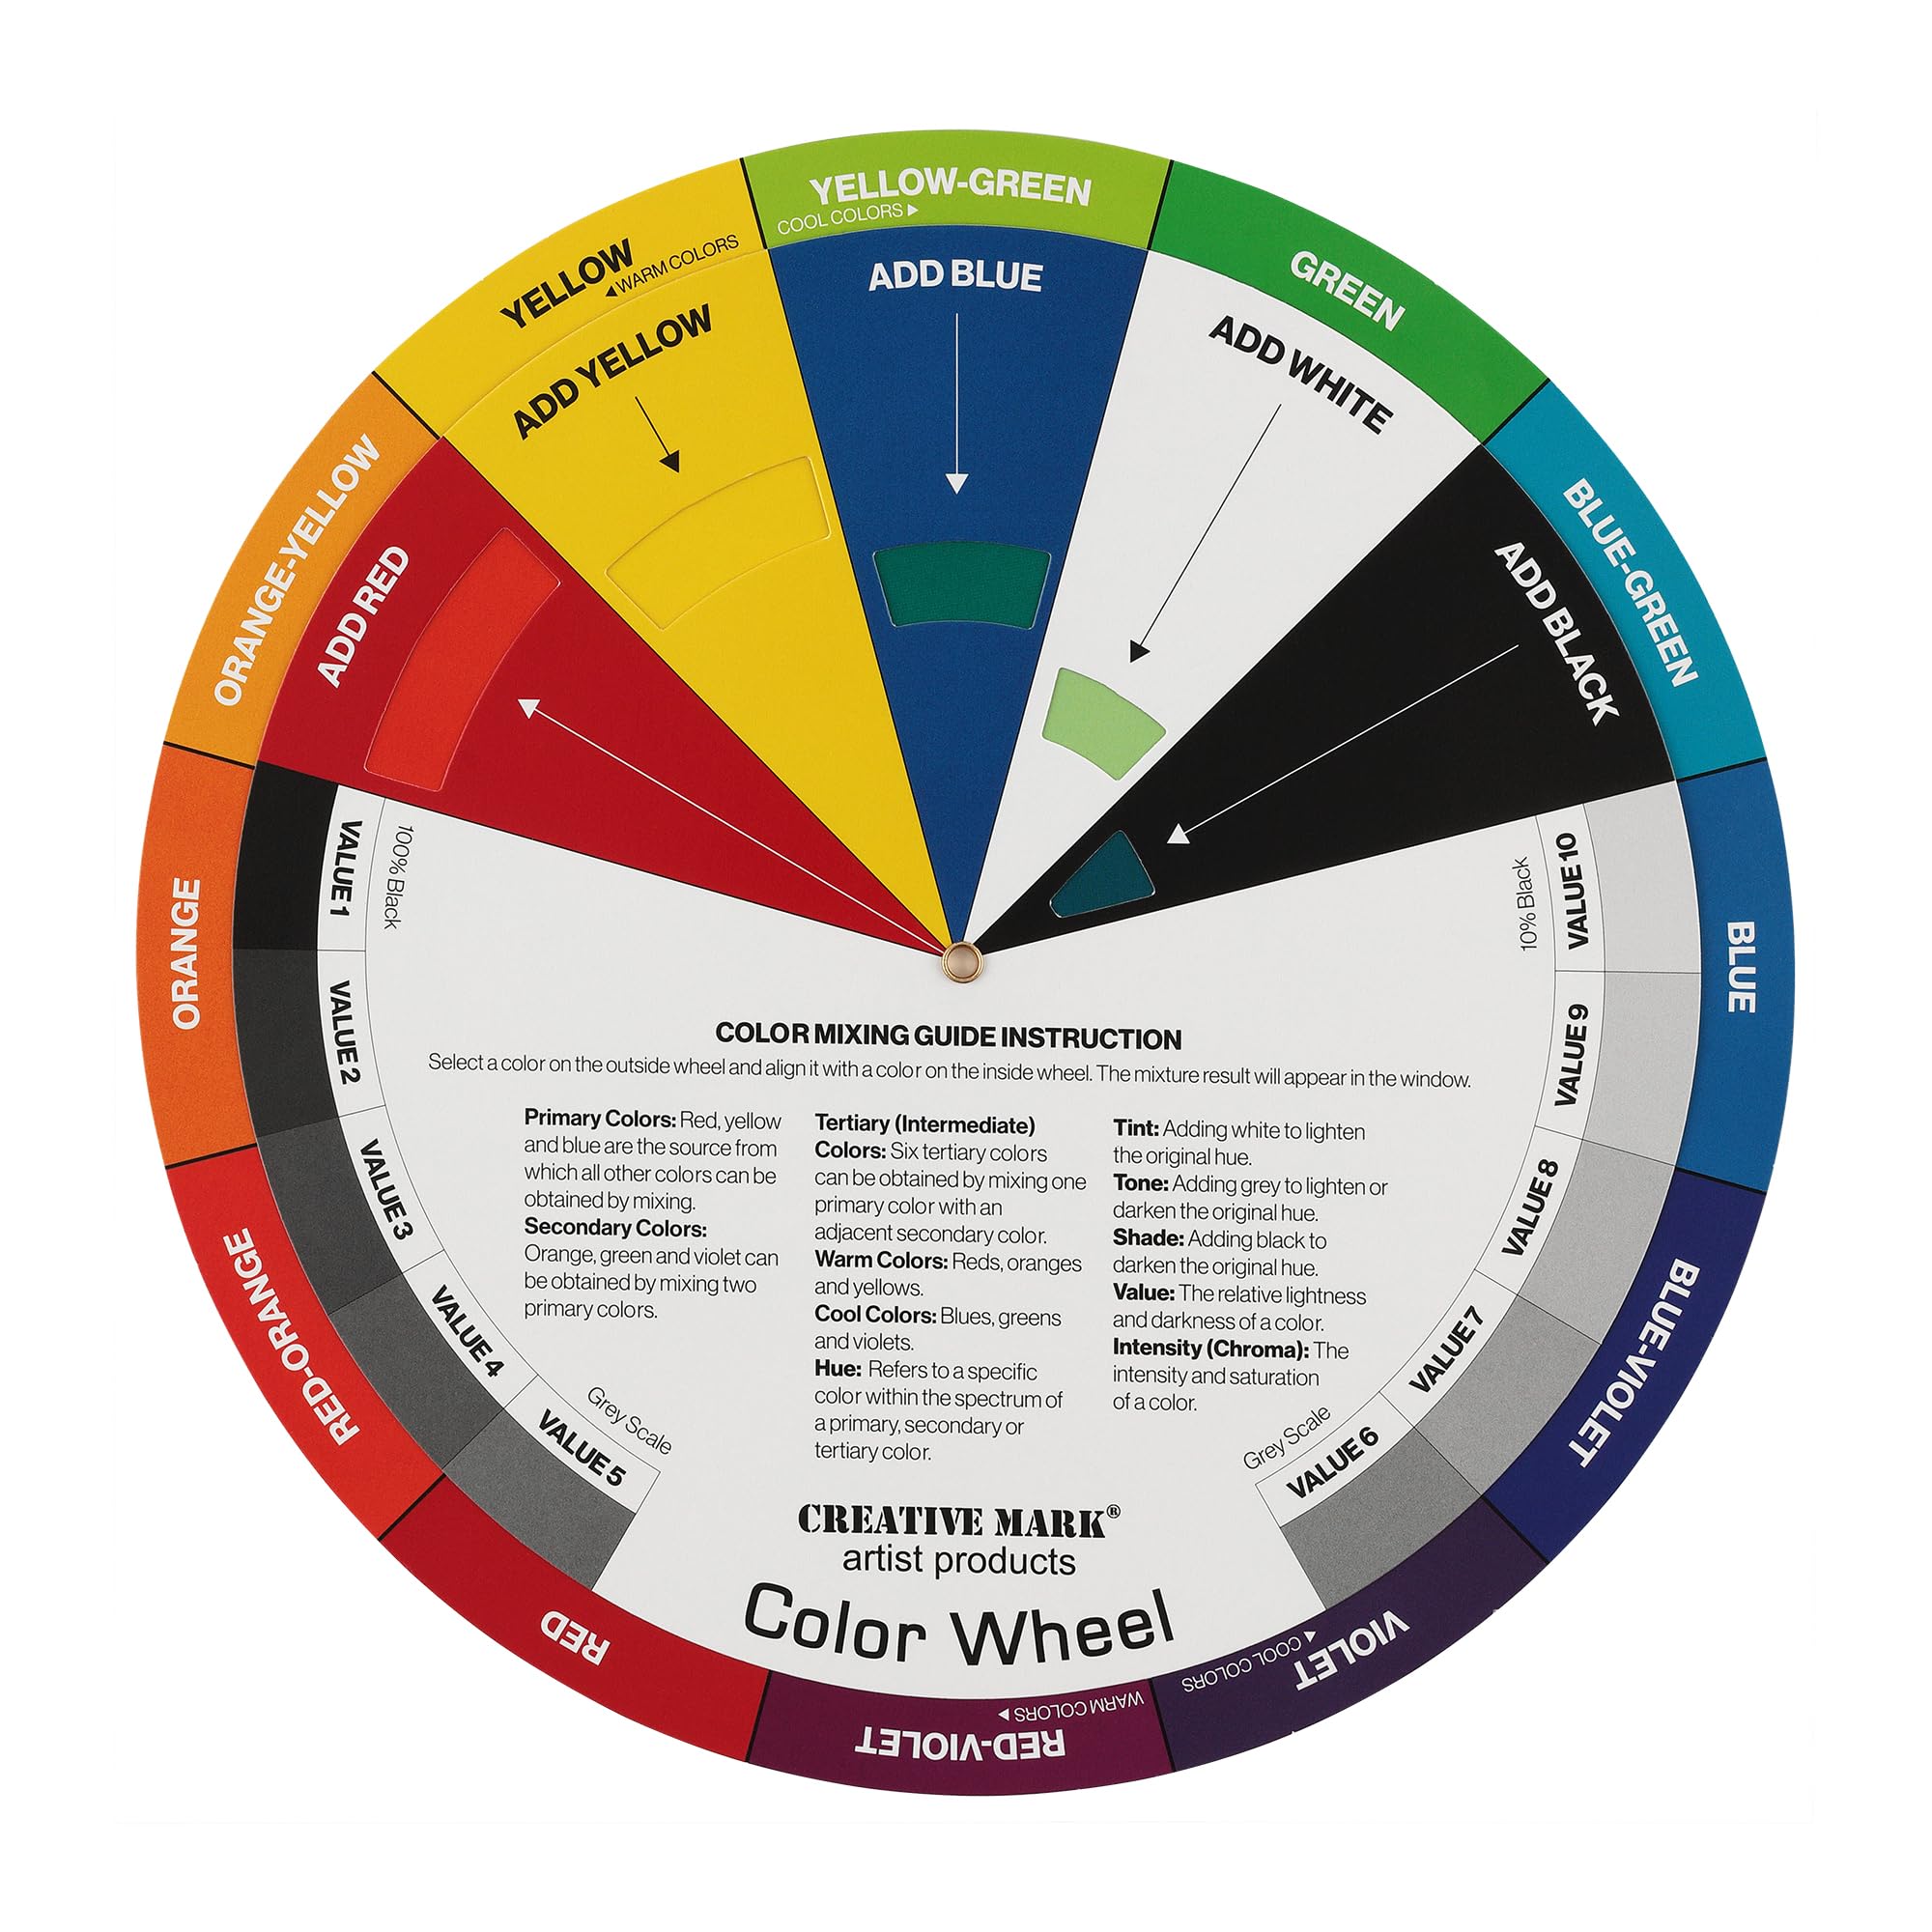 YELLOW-GREEN
COOL COLORS ▶
GREEN
BLUE-GREEN
BLUE
BLUE-VIOLET
VIOLET
▲
COOL COLORS
RED-VIOLET
WARM COLORS ▶
RED
RED-ORANGE
ORANGE
ORANGE-YELLOW
YELLOW
◀ WARM COLORS
ADD RED
ADD YELLOW
ADD BLUE
ADD WHITE
ADD BLACK
VALUE 1
100% Black
VALUE 2
VALUE 3
VALUE 4
VALUE 5
Grey Scale
VALUE 10
10% Black
VALUE 9
VALUE 8
VALUE 7
VALUE 6
Grey Scale
COLOR MIXING GUIDE INSTRUCTION
Select a color on the outside wheel and align it with a color on the inside wheel. The mixture result will appear in the window.
Primary Colors: Red, yellow
and blue are the source from
which all other colors can be
obtained by mixing.
Secondary Colors:
Orange, green and violet can
be obtained by mixing two
primary colors.
Tertiary (Intermediate)
Colors: Six tertiary colors
can be obtained by mixing one
primary color with an
adjacent secondary color.
Warm Colors: Reds, oranges
and yellows.
Cool Colors: Blues, greens
and violets.
Hue: Refers to a specific
color within the spectrum of
a primary, secondary or
tertiary color.
Tint: Adding white to lighten
the original hue.
Tone: Adding grey to lighten or
darken the original hue.
Shade: Adding black to
darken the original hue.
Value: The relative lightness
and darkness of a color.
Intensity (Chroma): The
intensity and saturation
of a color.
CREATIVE MARK®
artist products
Color Wheel